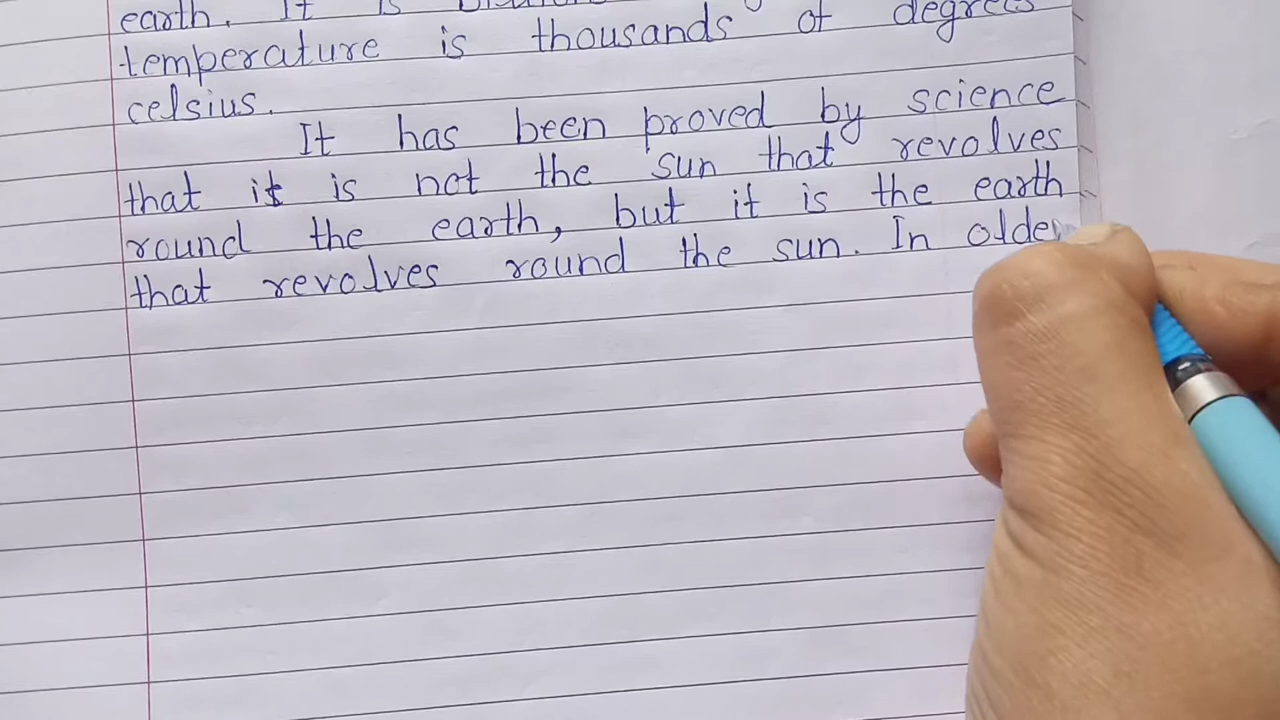 earth. It is
temperature is thousands of degrees
celsius.
It has been proved by science
that it is not the sun that revolves
round the earth, but it is the earth
that revolves round the sun. In olden